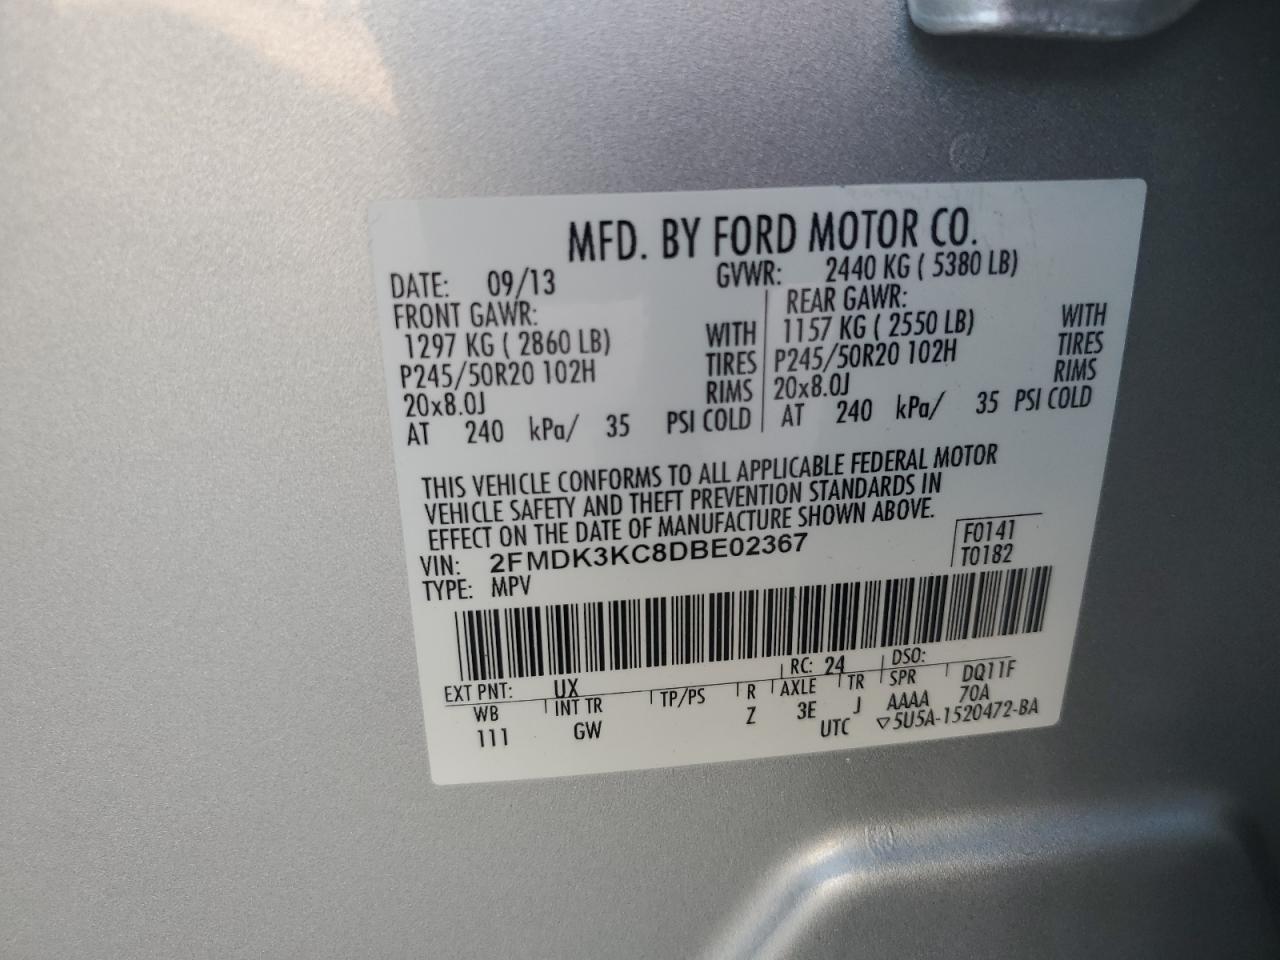 MFD. BY FORD MOTOR CO.
DATE: 09/13 GVWR: 2440 KG ( 5380 LB)
FRONT GAWR: REAR GAWR:
1297 KG ( 2860 LB) WITH 1157 KG ( 2550 LB) WITH
P245/50R20 102H TIRES P245/50R20 102H TIRES
20x8.0J RIMS 20x8.0J RIMS
AT 240 kPa/ 35 PSI COLD AT 240 kPa/ 35 PSI COLD
THIS VEHICLE CONFORMS TO ALL APPLICABLE FEDERAL MOTOR
VEHICLE SAFETY AND THEFT PREVENTION STANDARDS IN
EFFECT ON THE DATE OF MANUFACTURE SHOWN ABOVE.
VIN: 2FMDK3KC8DBE02367 F0141
TYPE: MPV T0182
EXT PNT: UX RC: 24 DSO:
WB INT TR TP/PS R AXLE TR SPR DQ11F
111 GW Z 3E J AAAA 70A
UTC ▽5U5A-1520472-BA